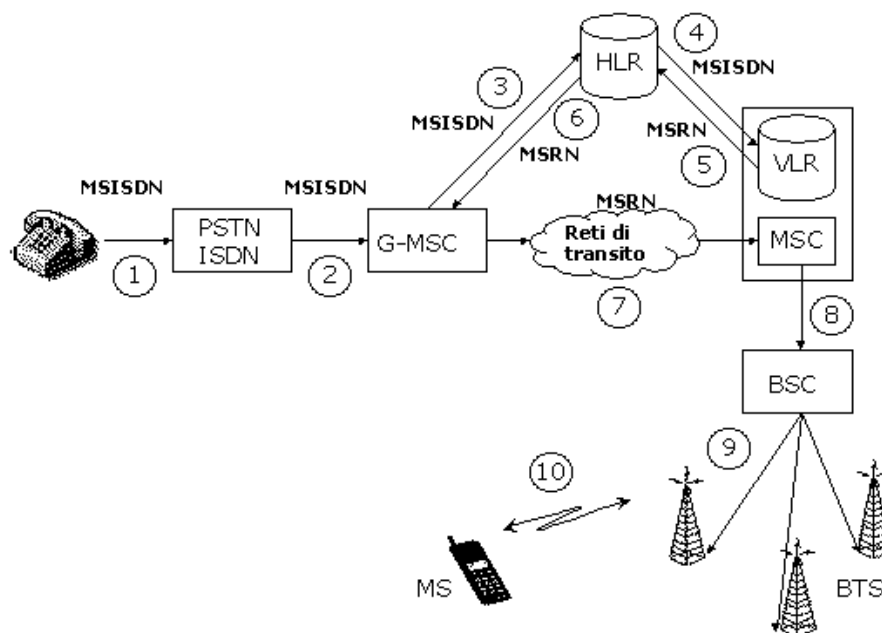 HLR
4
MSISDN
3
MSISDN
6
MSRN
MSRN
5
VLR
MSISDN
MSISDN
MSRN
PSTN
ISDN
G-MSC
Reti di
transito
MSC
1
2
7
8
BSC
9
10
MS
BTS